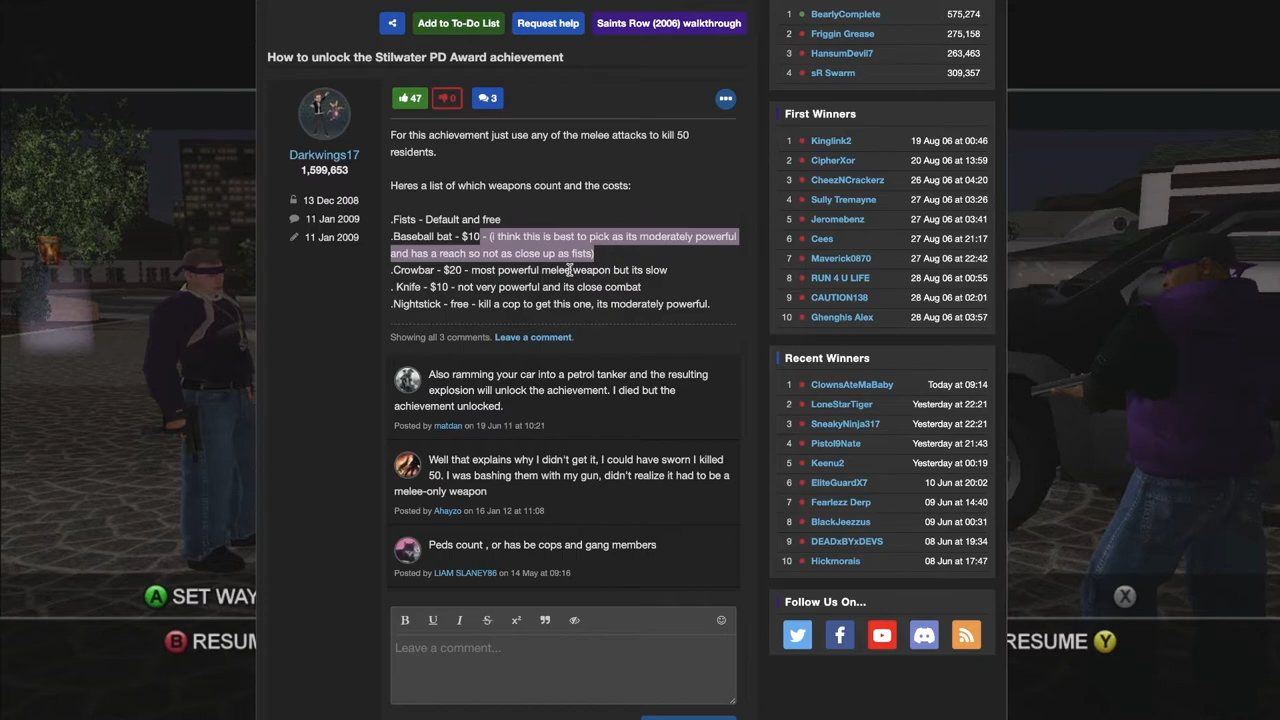 Add to To-Do List
Request help
Saints Row (2006) walkthrough
How to unlock the Stilwater PD Award achievement
Darkwings17
1,599,653
13 Dec 2008
11 Jan 2009
11 Jan 2009
47
0
3
For this achievement just use any of the melee attacks to kill 50
residents.
Heres a list of which weapons count and the costs:
.Fists - Default and free
.Baseball bat - $10 - (i think this is best to pick as its moderately powerful
and has a reach so not as close up as fists)
.Crowbar - $20 - most powerful melee weapon but its slow
. Knife - $10 - not very powerful and its close combat
.Nightstick - free - kill a cop to get this one, its moderately powerful.
Showing all 3 comments. Leave a comment.
Also ramming your car into a petrol tanker and the resulting
explosion will unlock the achievement. I died but the
achievement unlocked.
Posted by matdan on 19 Jun 11 at 10:21
Well that explains why I didn't get it, I could have sworn I killed
50. I was bashing them with my gun, didn't realize it had to be a
melee-only weapon
Posted by Ahayzo on 16 Jan 12 at 11:08
Peds count , or has be cops and gang members
Posted by LIAM SLANEY86 on 14 May at 09:16
B U I S x² ❞
Leave a comment...
1 BearlyComplete 575,274
2 Friggin Grease 275,158
3 HansumDevil7 263,463
4 sR Swarm 309,357
First Winners
1 Kinglink2 19 Aug 06 at 00:46
2 CipherXor 20 Aug 06 at 13:59
3 CheezNCrackerz 26 Aug 06 at 04:20
4 Sully Tremayne 27 Aug 06 at 03:26
5 Jeromebenz 27 Aug 06 at 03:41
6 Cees 27 Aug 06 at 03:41
7 Maverick0870 27 Aug 06 at 22:42
8 RUN 4 U LIFE 28 Aug 06 at 01:24
9 CAUTION138 28 Aug 06 at 02:01
10 Ghenghis Alex 28 Aug 06 at 03:57
Recent Winners
1 ClownsAteMaBaby Today at 09:14
2 LoneStarTiger Yesterday at 22:21
3 SneakyNinja317 Yesterday at 22:21
4 Pistol9Nate Yesterday at 21:43
5 Keenu2 Yesterday at 00:19
6 EliteGuardX7 10 Jun at 20:02
7 Fearlezz Derp 09 Jun at 14:40
8 BlackJeezzus 09 Jun at 00:31
9 DEADxBYxDEVS 08 Jun at 19:34
10 Hickmorais 08 Jun at 17:47
Follow Us On...
A SET WAY
B RESUM
X
RESUME Y